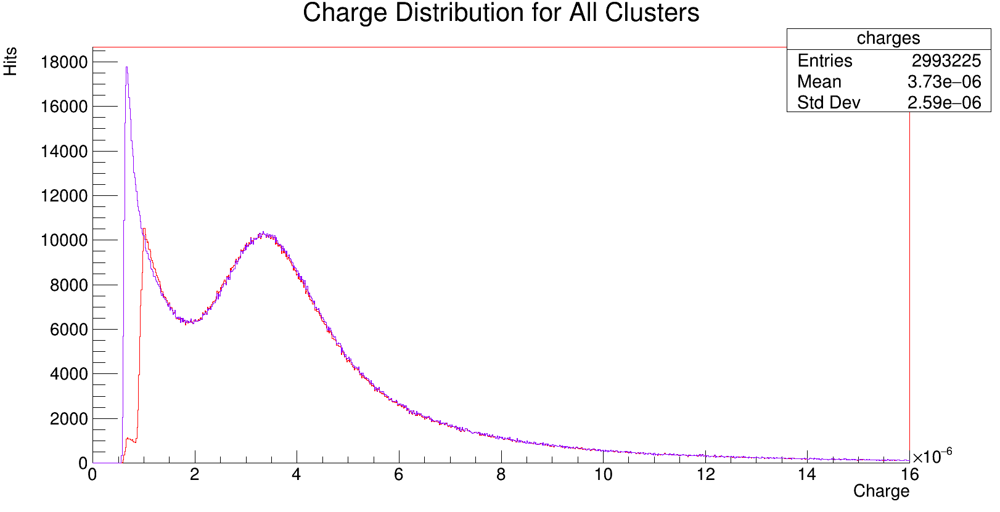 Charge Distribution for All Clusters
charges
Entries 2993225
Mean 3.73e−06
Std Dev 2.59e−06
Hits
18000
16000
14000
12000
10000
8000
6000
4000
2000
0
0 2 4 6 8 10 12 14 16
×10⁻⁶
Charge